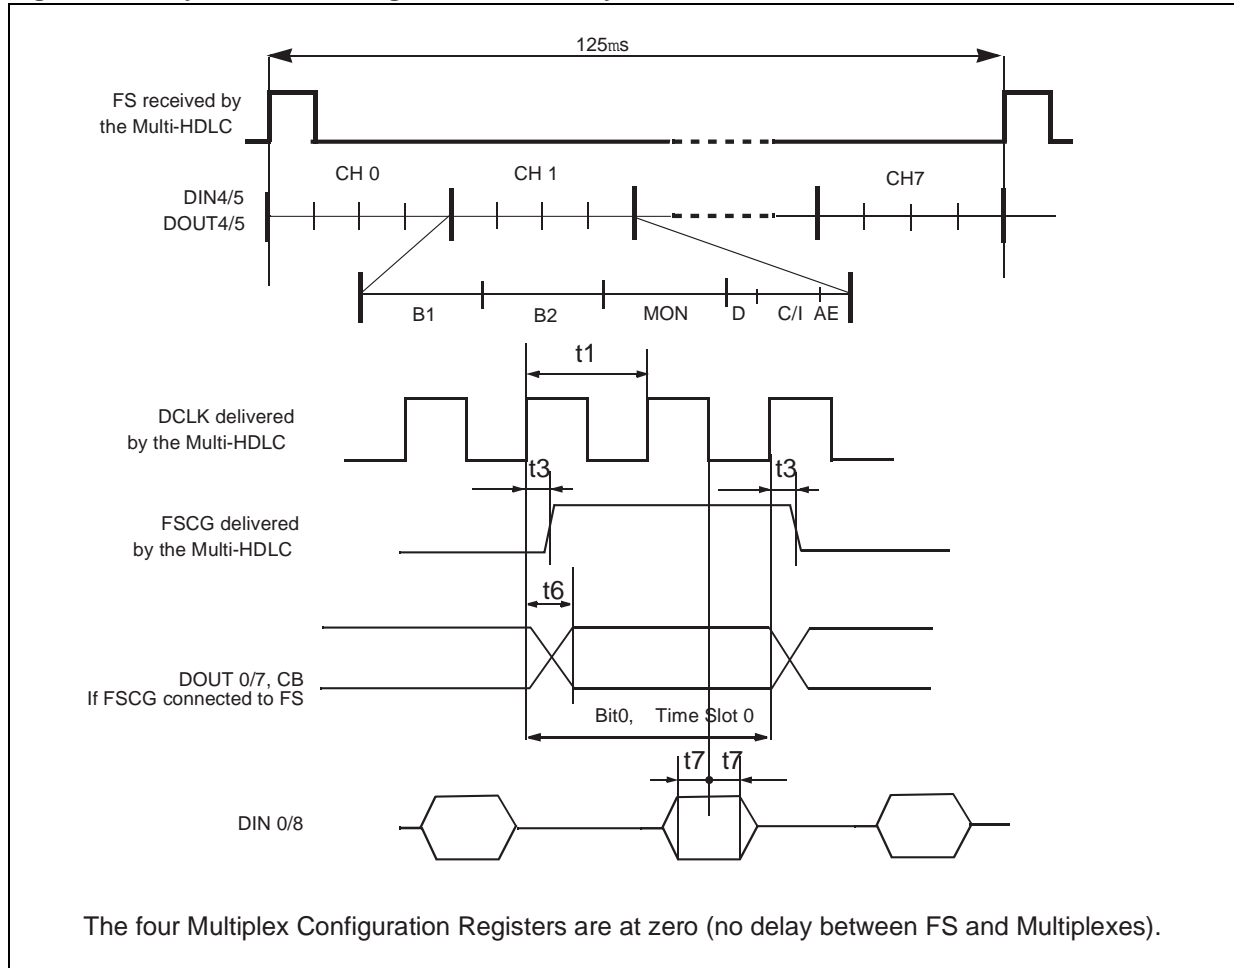 125ms
FS received by
the Multi-HDLC
CH 0
CH 1
CH7
DIN4/5
DOUT4/5
B1
B2
MON
D
C/I
AE
t1
DCLK delivered
by the Multi-HDLC
t3
t3
FSCG delivered
by the Multi-HDLC
t6
DOUT 0/7, CB
If FSCG connected to FS
Bit0, Time Slot 0
t7
t7
DIN 0/8
The four Multiplex Configuration Registers are at zero (no delay between FS and Multiplexes).